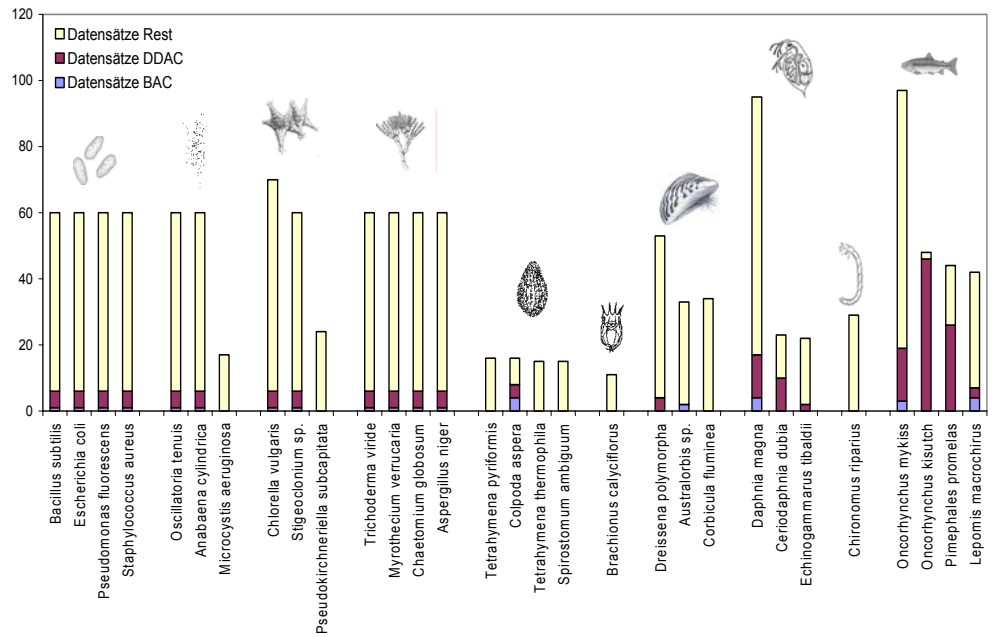 120
100
80
60
40
20
0
Datensätze Rest
Datensätze DDAC
Datensätze BAC
Bacillus subtilis
Escherichia coli
Pseudomonas fluorescens
Staphylococcus aureus
Oscillatoria tenuis
Anabaena cylindrica
Microcystis aeruginosa
Chlorella vulgaris
Stigeoclonium sp.
Pseudokirchneriella subcapitata
Trichoderma viride
Myrothecium verrucaria
Chaetomium globosum
Aspergillus niger
Tetrahymena pyriformis
Colpoda aspera
Tetrahymena thermophila
Spirostomum ambiguum
Brachionus calyciflorus
Dreissena polymorpha
Australorbis sp.
Corbicula fluminea
Daphnia magna
Ceriodaphnia dubia
Echinogammarus tibaldii
Chironomus riparius
Oncorhynchus mykiss
Oncorhynchus kisutch
Pimephales promelas
Lepomis macrochirus